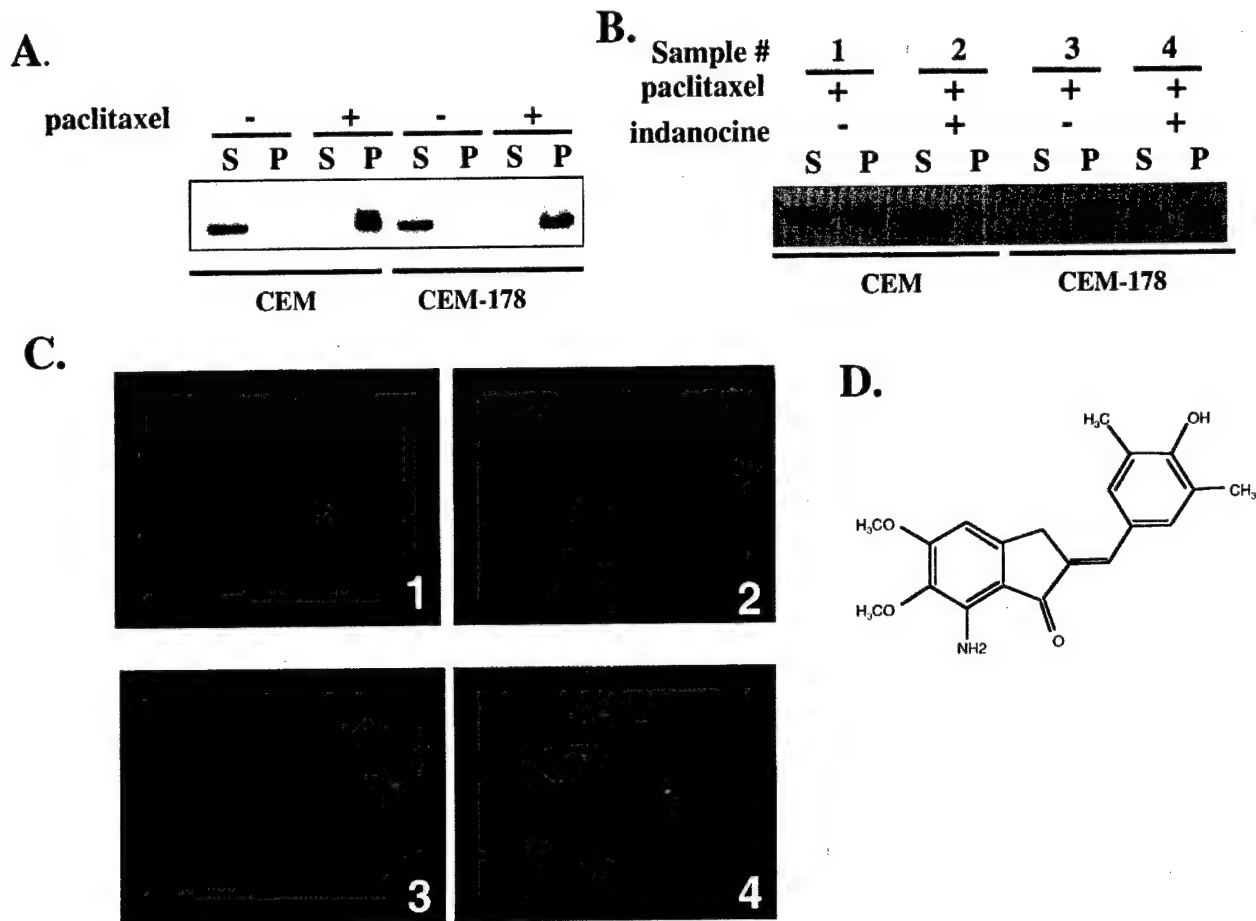 A.
paclitaxel - + - +
S P S P S P S P
CEM CEM-178
B.
Sample # 1 2 3 4
paclitaxel + + + +
indanocine - + - +
S P S P S P S P
CEM CEM-178
C.
1
2
3
4
D.
H₃C
OH
CH₃
H₃CO
H₃CO
NH2
O